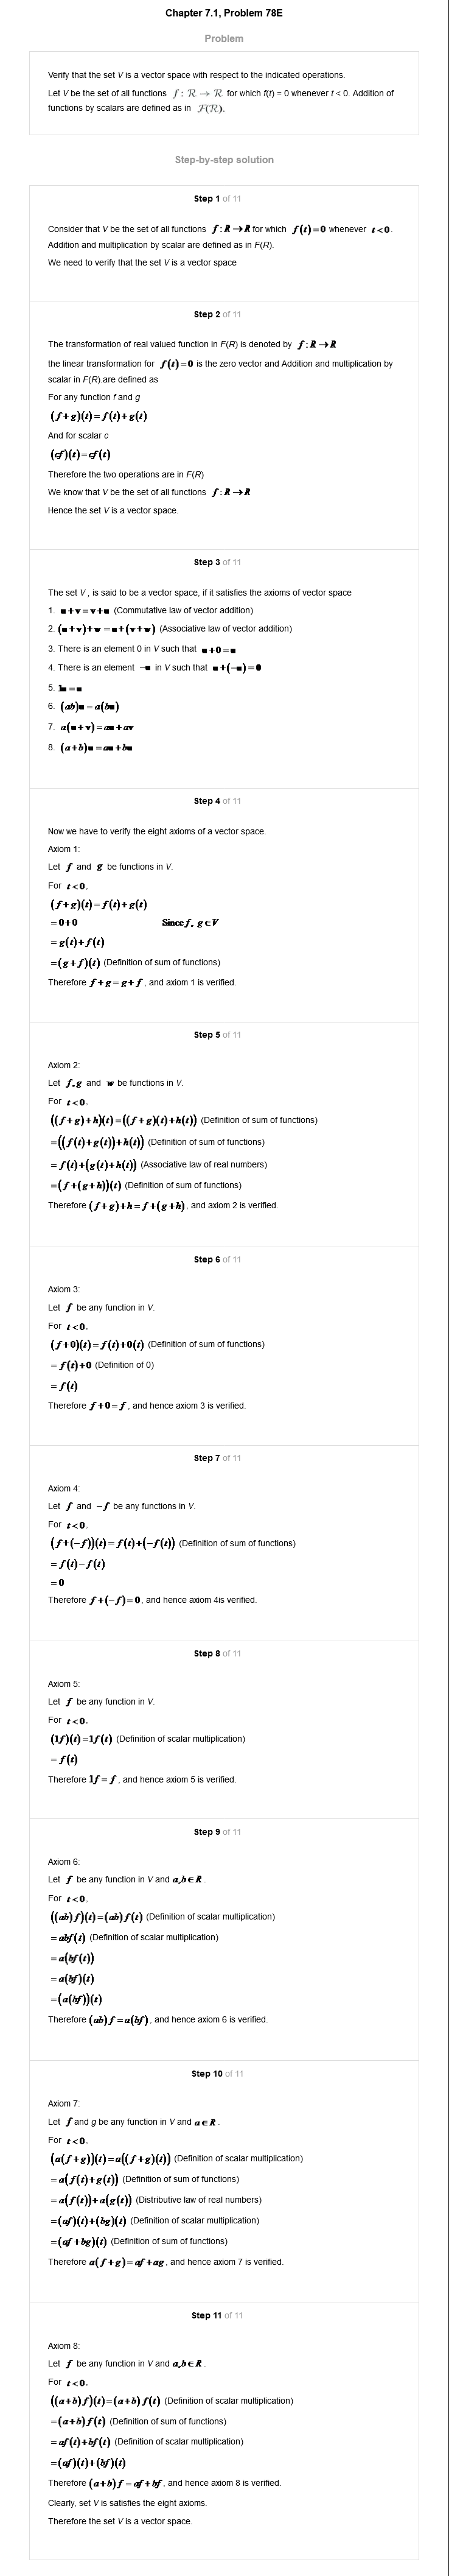 Chapter 7.1, Problem 78E
Problem
Verify that the set V is a vector space with respect to the indicated operations.
Let V be the set of all functions f : ℛ → ℛ for which f(t) = 0 whenever t < 0. Addition of
functions by scalars are defined as in ℱ(ℛ).
Step-by-step solution
Step 1 of 11
Consider that V be the set of all functions f : R → R for which f(t) = 0 whenever t < 0.
Addition and multiplication by scalar are defined as in F(R).
We need to verify that the set V is a vector space
Step 2 of 11
The transformation of real valued function in F(R) is denoted by f : R → R
the linear transformation for f(t) = 0 is the zero vector and Addition and multiplication by
scalar in F(R) are defined as
For any function f and g
(f + g)(t) = f(t) + g(t)
And for scalar c
(cf)(t) = cf(t)
Therefore the two operations are in F(R)
We know that V be the set of all functions f : R → R
Hence the set V is a vector space.
Step 3 of 11
The set V , is said to be a vector space, if it satisfies the axioms of vector space
1. u + v = v + u (Commutative law of vector addition)
2. (u + v) + w = u + (v + w) (Associative law of vector addition)
3. There is an element 0 in V such that u + 0 = u
4. There is an element −u in V such that u + (−u) = 0
5. 1u = u
6. (ab)u = a(bu)
7. a(u + v) = au + av
8. (a + b)u = au + bu
Step 4 of 11
Now we have to verify the eight axioms of a vector space.
Axiom 1:
Let f and g be functions in V.
For t < 0,
(f + g)(t) = f(t) + g(t)
= 0 + 0 Since f, g ∈ V
= g(t) + f(t)
= (g + f)(t) (Definition of sum of functions)
Therefore f + g = g + f , and axiom 1 is verified.
Step 5 of 11
Axiom 2:
Let f, g and w be functions in V.
For t < 0,
((f + g) + h)(t) = ((f + g)(t) + h(t)) (Definition of sum of functions)
= ((f(t) + g(t)) + h(t)) (Definition of sum of functions)
= f(t) + (g(t) + h(t)) (Associative law of real numbers)
= (f + (g + h))(t) (Definition of sum of functions)
Therefore (f + g) + h = f + (g + h), and axiom 2 is verified.
Step 6 of 11
Axiom 3:
Let f be any function in V.
For t < 0,
(f + 0)(t) = f(t) + 0(t) (Definition of sum of functions)
= f(t) + 0 (Definition of 0)
= f(t)
Therefore f + 0 = f , and hence axiom 3 is verified.
Step 7 of 11
Axiom 4:
Let f and −f be any functions in V.
For t < 0,
(f + (−f))(t) = f(t) + (−f(t)) (Definition of sum of functions)
= f(t) − f(t)
= 0
Therefore f + (−f) = 0, and hence axiom 4is verified.
Step 8 of 11
Axiom 5:
Let f be any function in V.
For t < 0,
(1f)(t) = 1f(t) (Definition of scalar multiplication)
= f(t)
Therefore 1f = f , and hence axiom 5 is verified.
Step 9 of 11
Axiom 6:
Let f be any function in V and a, b ∈ R .
For t < 0,
((ab)f)(t) = (ab)f(t) (Definition of scalar multiplication)
= abf(t) (Definition of scalar multiplication)
= a(bf(t))
= a(bf)(t)
= (a(bf))(t)
Therefore (ab)f = a(bf), and hence axiom 6 is verified.
Step 10 of 11
Axiom 7:
Let f and g be any function in V and a ∈ R .
For t < 0,
(a(f + g))(t) = a((f + g)(t)) (Definition of scalar multiplication)
= a(f(t) + g(t)) (Definition of sum of functions)
= a(f(t)) + a(g(t)) (Distributive law of real numbers)
= (af)(t) + (bg)(t) (Definition of scalar multiplication)
= (af + bg)(t) (Definition of sum of functions)
Therefore a(f + g) = af + ag, and hence axiom 7 is verified.
Step 11 of 11
Axiom 8:
Let f be any function in V and a, b ∈ R .
For t < 0,
((a + b)f)(t) = (a + b)f(t) (Definition of scalar multiplication)
= (a + b)f(t) (Definition of sum of functions)
= af(t) + bf(t) (Definition of scalar multiplication)
= (af)(t) + (bf)(t)
Therefore (a + b)f = af + bf , and hence axiom 8 is verified.
Clearly, set V is satisfies the eight axioms.
Therefore the set V is a vector space.